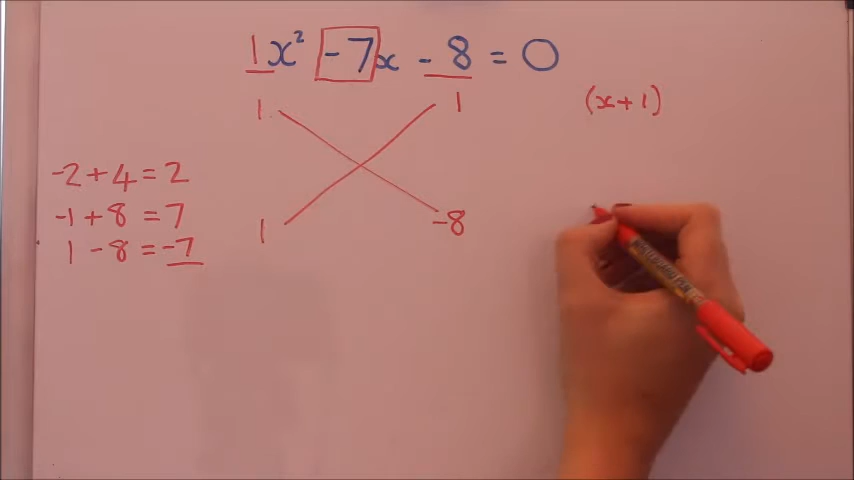 1x² -7x - 8 = 0
1 1 (x+1)
-2+4=2
-1+8=7
1 -8
1-8=-7